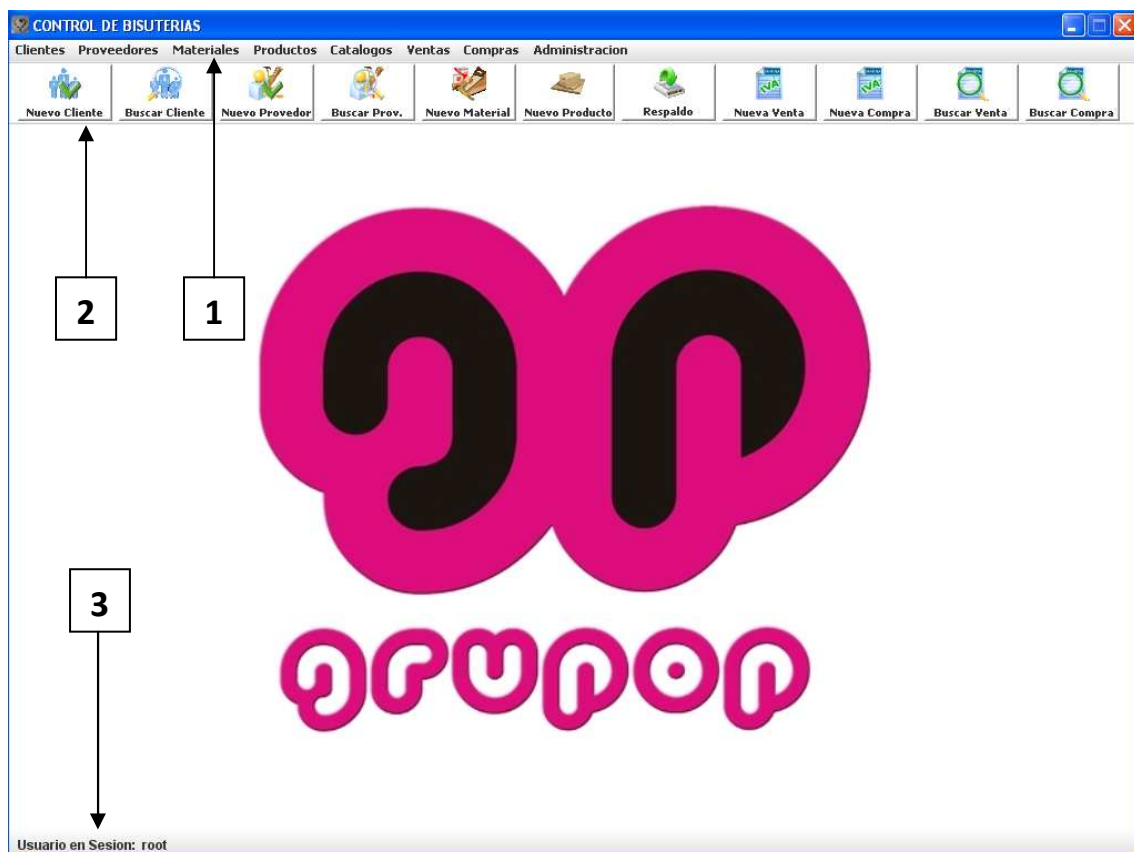 CONTROL DE BISUTERIAS
Clientes Proveedores Materiales Productos Catalogos Ventas Compras Administracion
Nuevo Cliente Buscar Cliente Nuevo Provedor Buscar Prov. Nuevo Material Nuevo Producto Respaldo Nueva Venta Nueva Compra Buscar Venta Buscar Compra
2 1
3
grupop
Usuario en Sesion: root